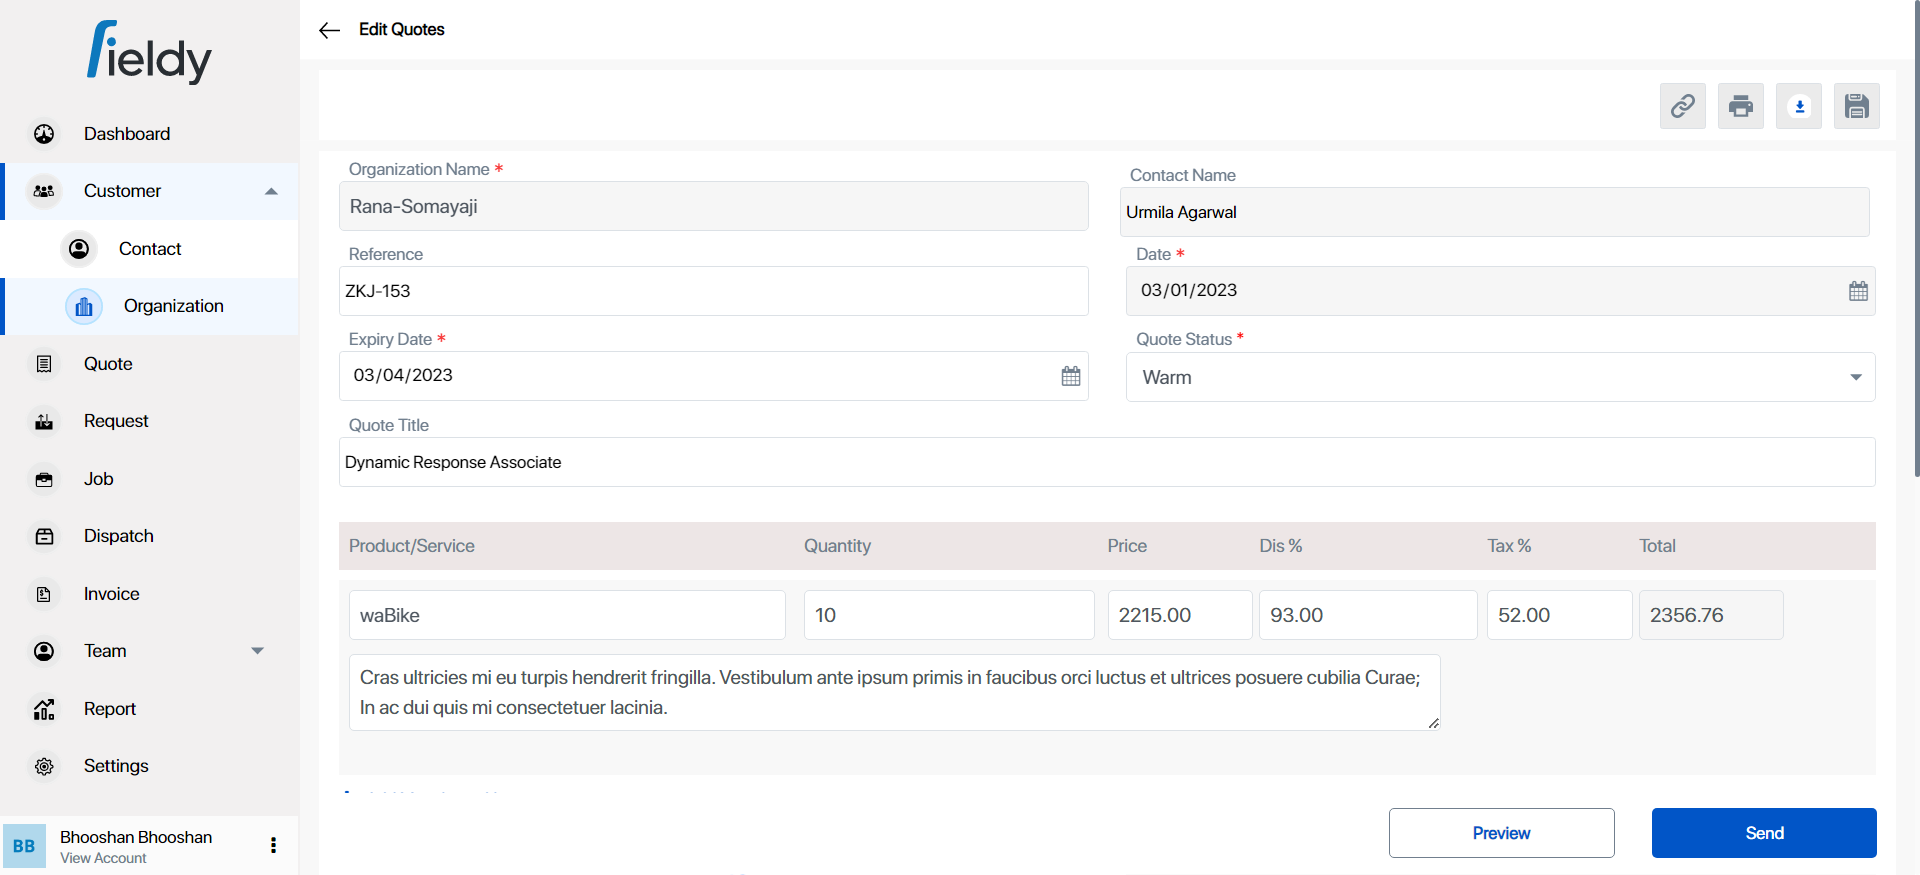 fieldy
Dashboard
Customer
Contact
Organization
Quote
Request
Job
Dispatch
Invoice
Team
Report
Settings
BB
Bhooshan Bhooshan
View Account
Edit Quotes
Organization Name *
Rana-Somayaji
Contact Name
Urmila Agarwal
Reference
ZKJ-153
Date *
03/01/2023
Expiry Date *
03/04/2023
Quote Status *
Warm
Quote Title
Dynamic Response Associate
Product/Service Quantity Price Dis % Tax % Total
waBike 10 2215.00 93.00 52.00 2356.76
Cras ultricies mi eu turpis hendrerit fringilla. Vestibulum ante ipsum primis in faucibus orci luctus et ultrices posuere cubilia Curae;
In ac dui quis mi consectetuer lacinia.
Preview
Send